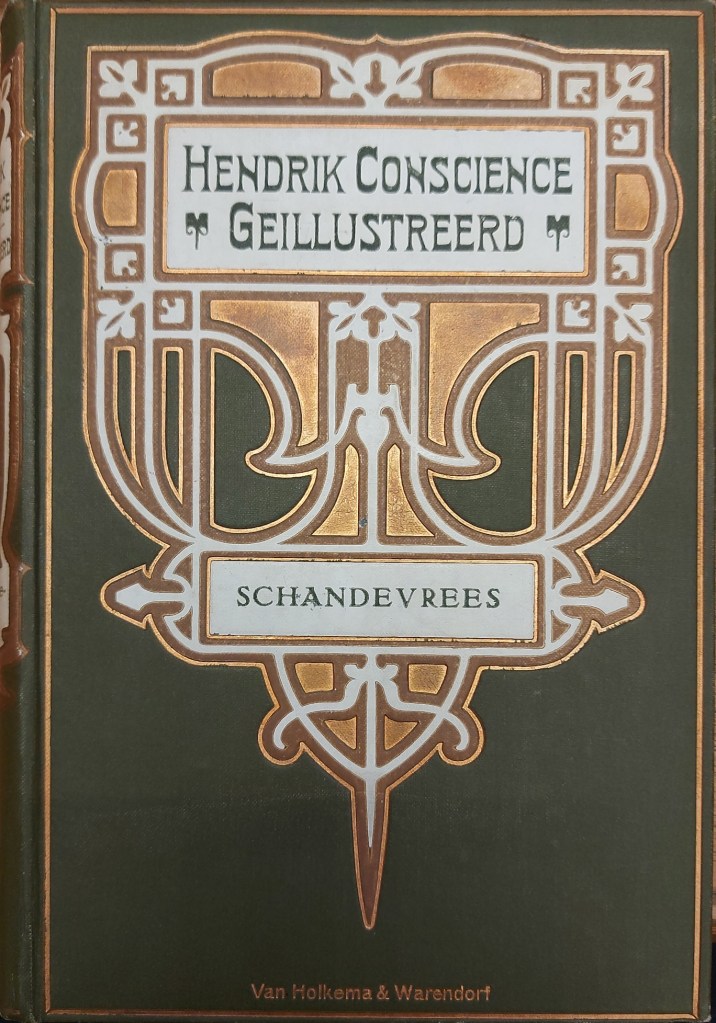 HENDRIK CONSCIENCE
GEILLUSTREERD
SCHANDEVREES
Van Holkema & Warendorf